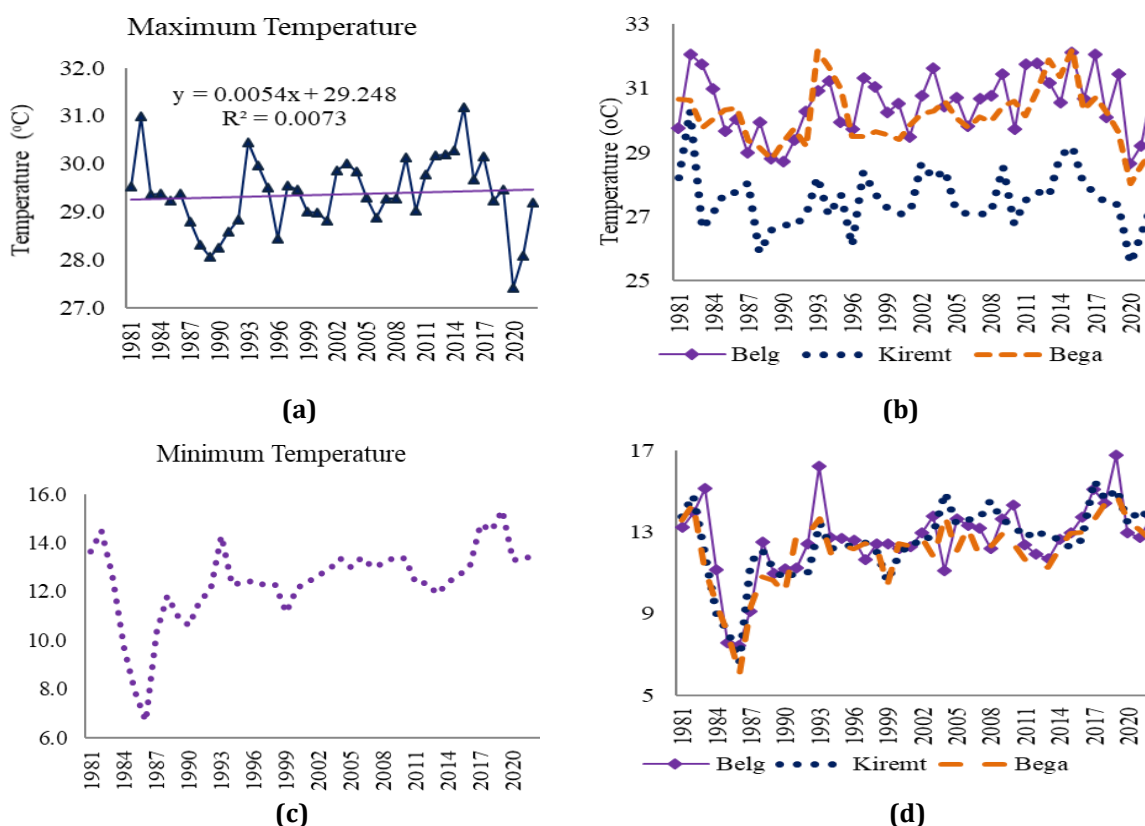 Maximum Temperature
Temperature (⁰C)
32.0
31.0
30.0
29.0
28.0
27.0
y = 0.0054x + 29.248
R² = 0.0073
1981 1984 1987 1990 1993 1996 1999 2002 2005 2008 2011 2014 2017 2020
(a)
Temperature (oC)
33
31
29
27
25
1981 1984 1987 1990 1993 1996 1999 2002 2005 2008 2011 2014 2017 2020
Belg Kiremt Bega
(b)
Minimum Temperature
16.0
14.0
12.0
10.0
8.0
6.0
1981 1984 1987 1990 1993 1996 1999 2002 2005 2008 2011 2014 2017 2020
(c)
17
13
9
5
1981 1984 1987 1990 1993 1996 1999 2002 2005 2008 2011 2014 2017 2020
Belg Kiremt Bega
(d)